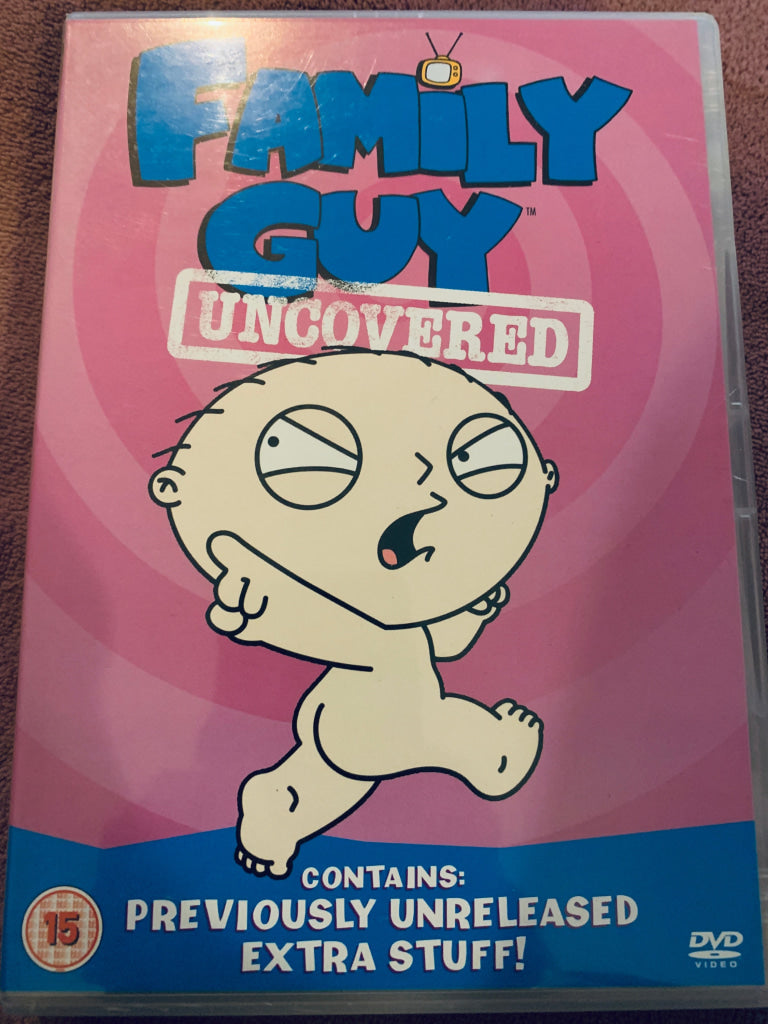 FAMiLY
GUY™
UNCOVERED
CONTAINS:
PREVIOUSLY UNRELEASED
EXTRA STUFF!
15
DVD
VIDEO